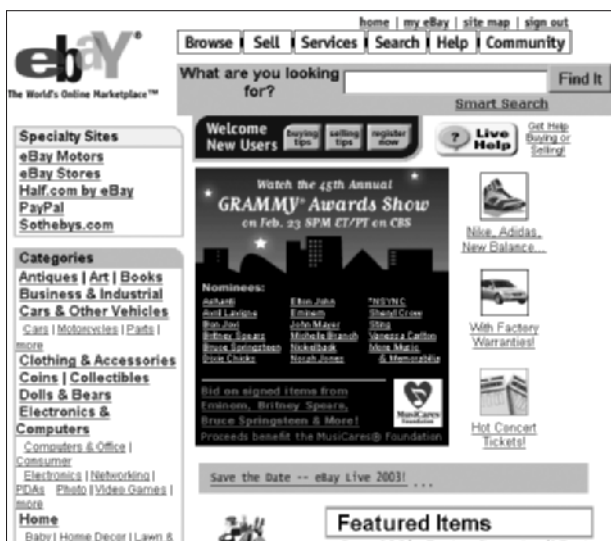 home | my eBay | site map | sign out
ebaY®
Browse Sell Services Search Help Community
The World's Online Marketplace™
What are you looking for?
Find It
Smart Search
Specialty Sites
eBay Motors
eBay Stores
Half.com by eBay
PayPal
Sothebys.com
Categories
Antiques | Art | Books
Business & Industrial
Cars & Other Vehicles
Cars | Motorcycles | Parts |
more
Clothing & Accessories
Coins | Collectibles
Dolls & Bears
Electronics &
Computers
Computers & Office |
Consumer
Electronics | Networking |
PDAs Photo | Video Games |
more
Home
Baby | Home Decor | Lawn &
Welcome
New Users
buying
tips
selling
tips
register
now
?
Live
Help
Get Help
Buying or
Selling!
Watch the 45th Annual
GRAMMY® Awards Show
on Feb. 23 8PM ET/PT on CBS
Nominees:
Ashanti
Avril Lavigne
Bon Jovi
Britney Spears
Bruce Springsteen
Dixie Chicks
Elton John
Eminem
John Mayer
Michelle Branch
Nickelback
Norah Jones
*NSYNC
Sheryl Crow
Sting
Vanessa Carlton
More Music
& Memorabilia
Bid on signed items from
Eminem, Britney Spears,
Bruce Springsteen & More!
Proceeds benefit the MusiCares® Foundation
MusiCares
Foundation
Nike, Adidas,
New Balance...
With Factory
Warranties!
Hot Concert
Tickets!
Save the Date -- eBay Live 2003! ...
Featured Items